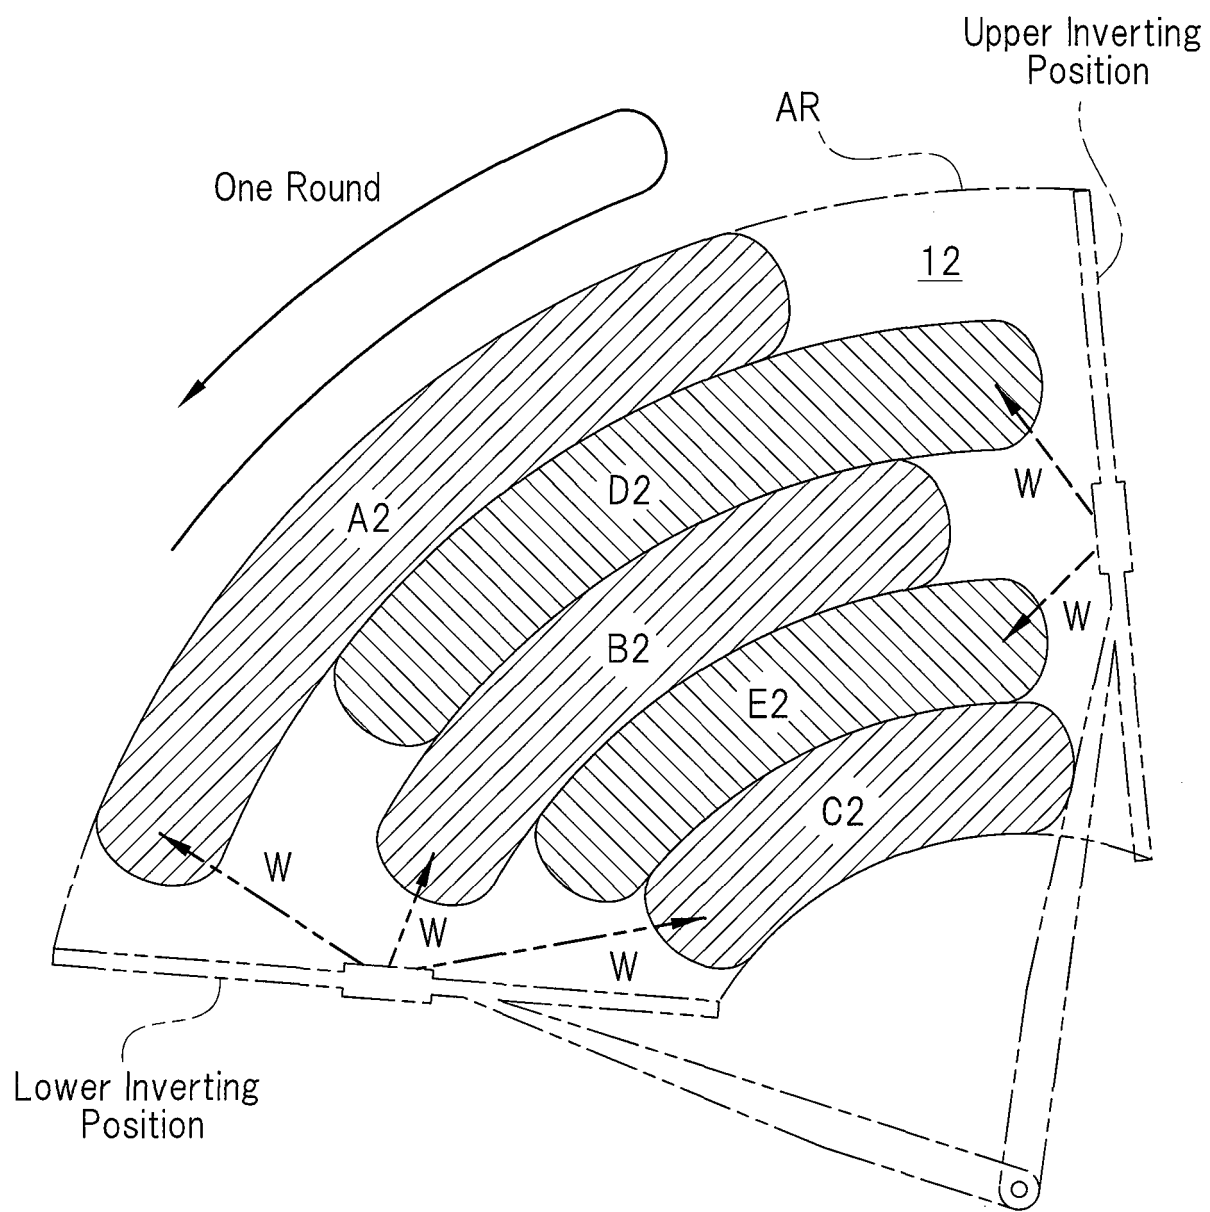 Upper Inverting
Position
AR
One Round
12
D2
A2
W
W
B2
E2
C2
W
W
W
Lower Inverting
Position